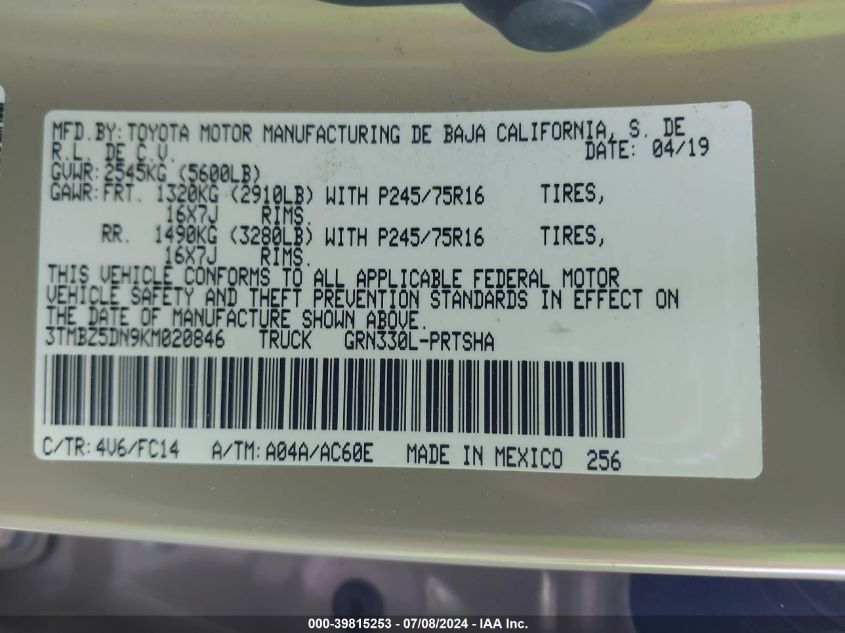 MFD.BY:TOYOTA MOTOR MANUFACTURING DE BAJA CALIFORNIA, S. DE
R.L. DE C.V. DATE: 04/19
GVWR:2545KG (5600LB)
GAWR:FRT. 1320KG (2910LB) WITH P245/75R16 TIRES,
16X7J RIMS.
RR. 1490KG (3280LB) WITH P245/75R16 TIRES,
16X7J RIMS.
THIS VEHICLE CONFORMS TO ALL APPLICABLE FEDERAL MOTOR
VEHICLE SAFETY AND THEFT PREVENTION STANDARDS IN EFFECT ON
THE DATE OF MANUFACTURE SHOWN ABOVE.
3TMBZ5DN9KM020846 TRUCK GRN330L-PRTSHA
C/TR:4V6/FC14 A/TM:A04A/AC60E MADE IN MEXICO 256
000-39815253 / 07/08/2024 - IAA Inc.